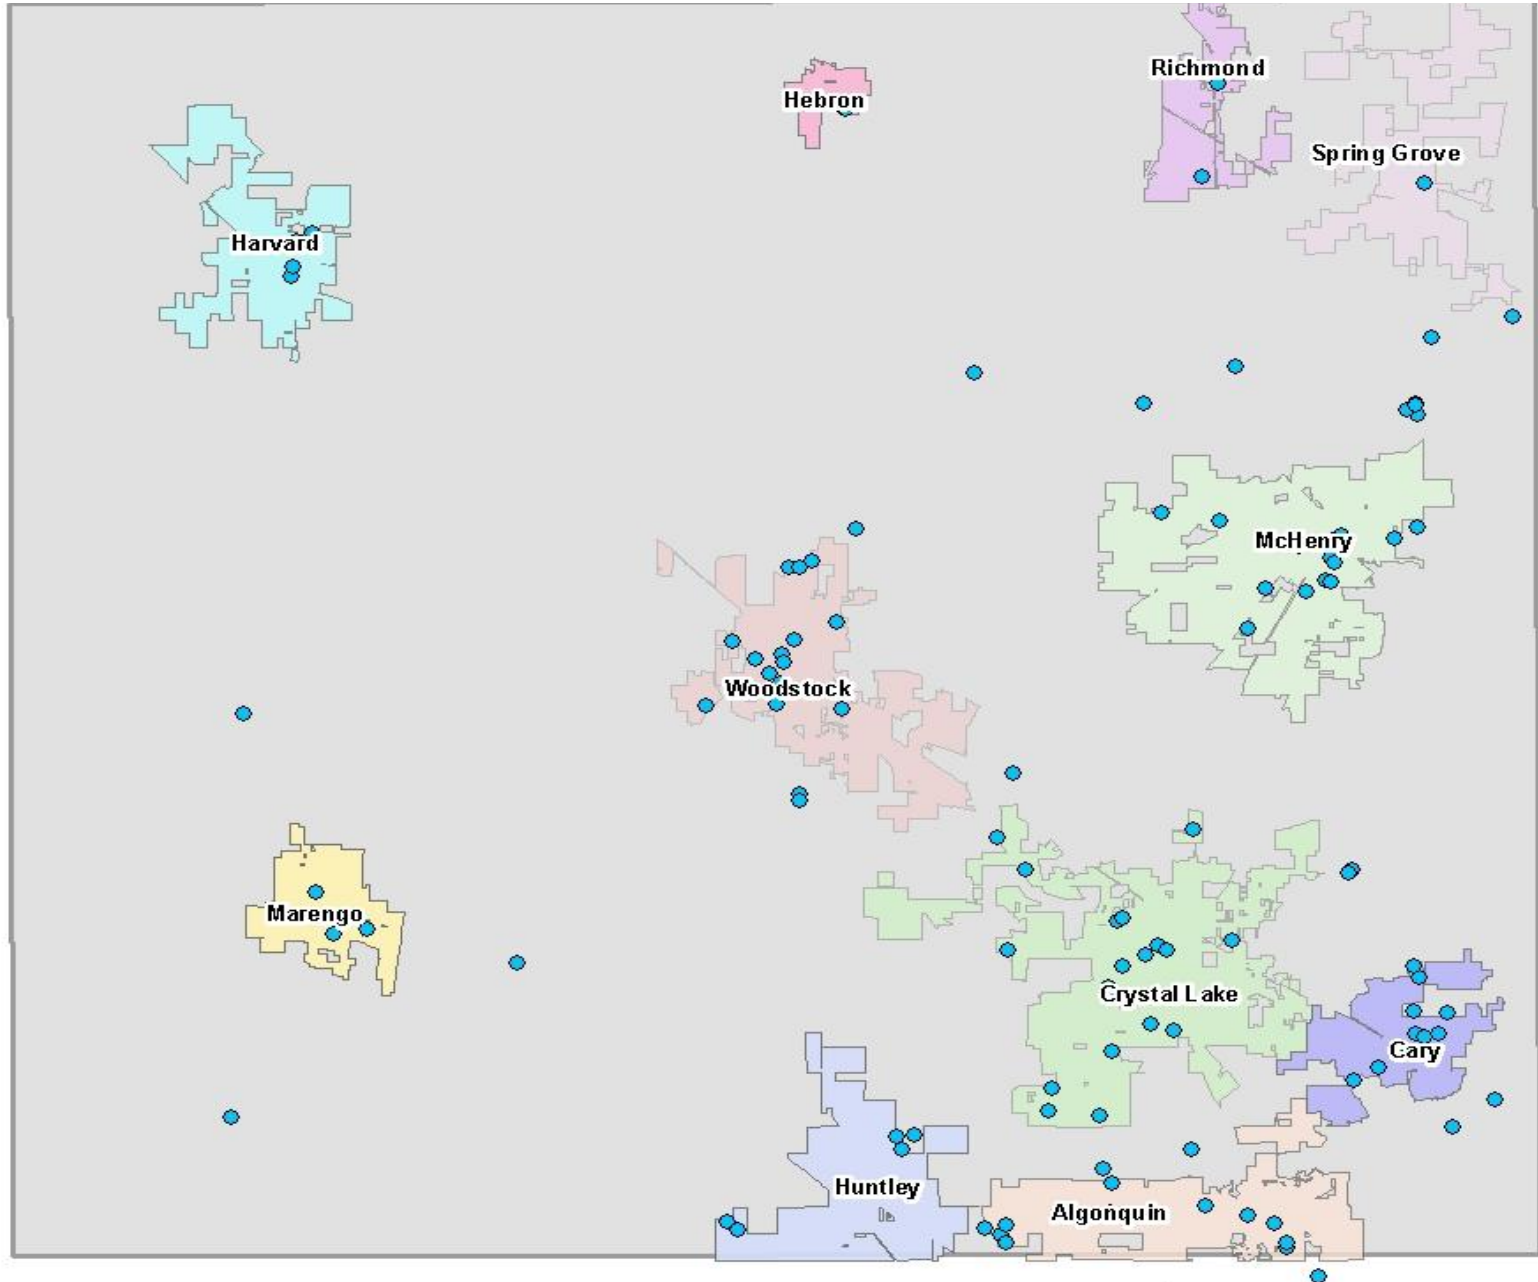 Richmond
Hebron
Spring Grove
Harvard
McHenry
Woodstock
Marengo
Crystal Lake
Cary
Huntley
Algonquin